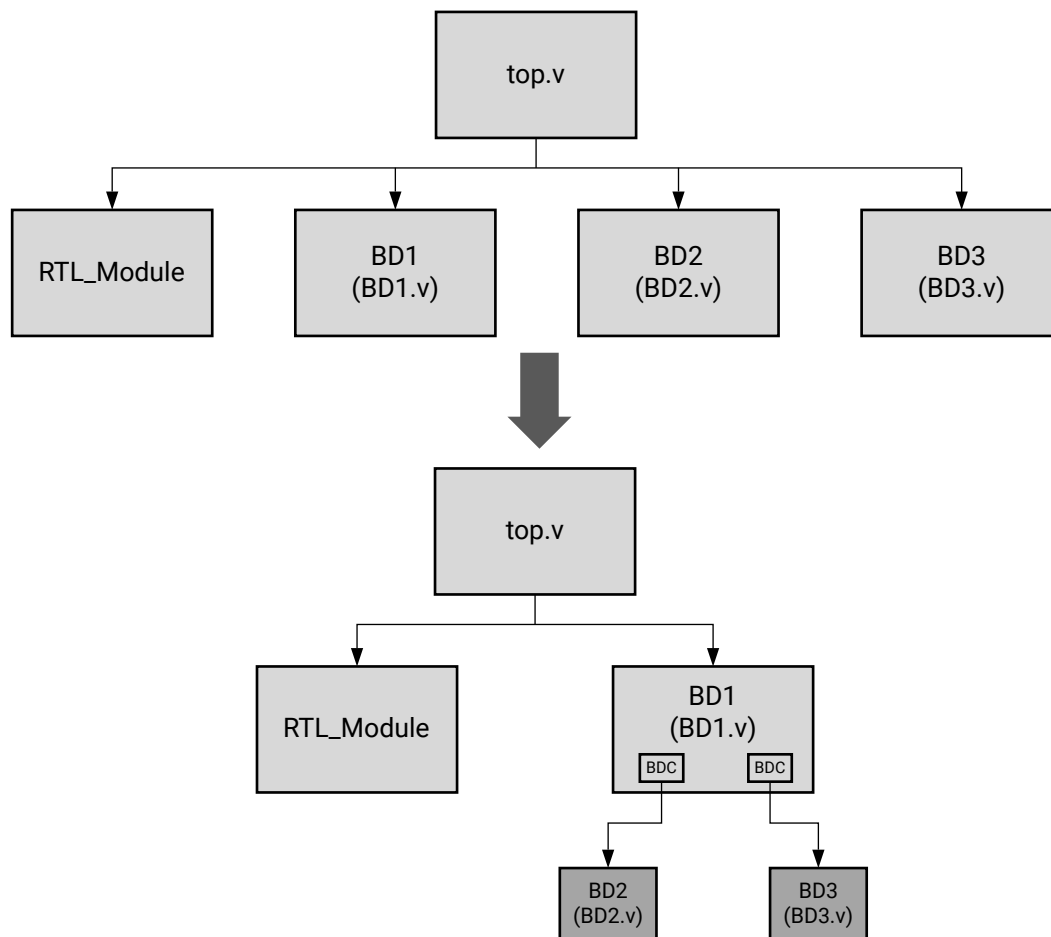 top.v
RTL_Module
BD1
(BD1.v)
BD2
(BD2.v)
BD3
(BD3.v)
top.v
RTL_Module
BD1
(BD1.v)
BDC
BDC
BD2
(BD2.v)
BD3
(BD3.v)